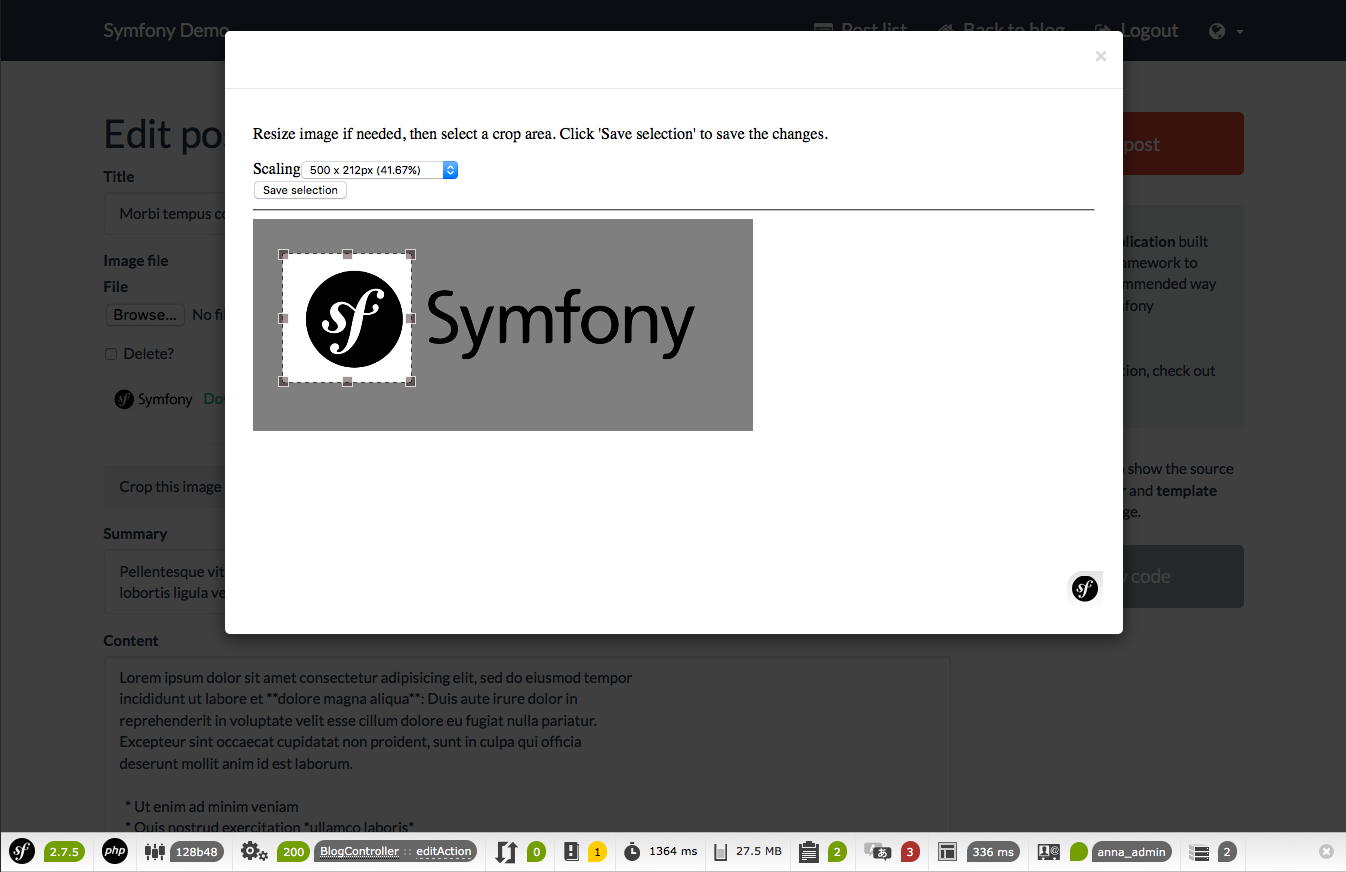 Symfony Demo
Post list
Back to blog
Logout
Edit po
post
Title
Morbi tempus co
Image file
File
Browse...
No fi
Delete?
Symfony
Do
Crop this image
Summary
Pellentesque vit
lobortis ligula ve
Content
Lorem ipsum dolor sit amet consectetur adipisicing elit, sed do eiusmod tempor
incididunt ut labore et **dolore magna aliqua**: Duis aute irure dolor in
reprehenderit in voluptate velit esse cillum dolore eu fugiat nulla pariatur.
Excepteur sint occaecat cupidatat non proident, sunt in culpa qui officia
deserunt mollit anim id est laborum.
* Ut enim ad minim veniam
* Quis nostrud exercitation *ullamco laboris*
×
Resize image if needed, then select a crop area. Click 'Save selection' to save the changes.
Scaling 500 x 212px (41.67%)
Save selection
sf Symfony
sf
lication built
amework to
mmended way
fony
tion, check out
show the source
r and template
ge.
code
sf 2.7.5 php 128b48 200 BlogController :: editAction 0 1 1364 ms 27.5 MB 2 3 336 ms anna_admin 2